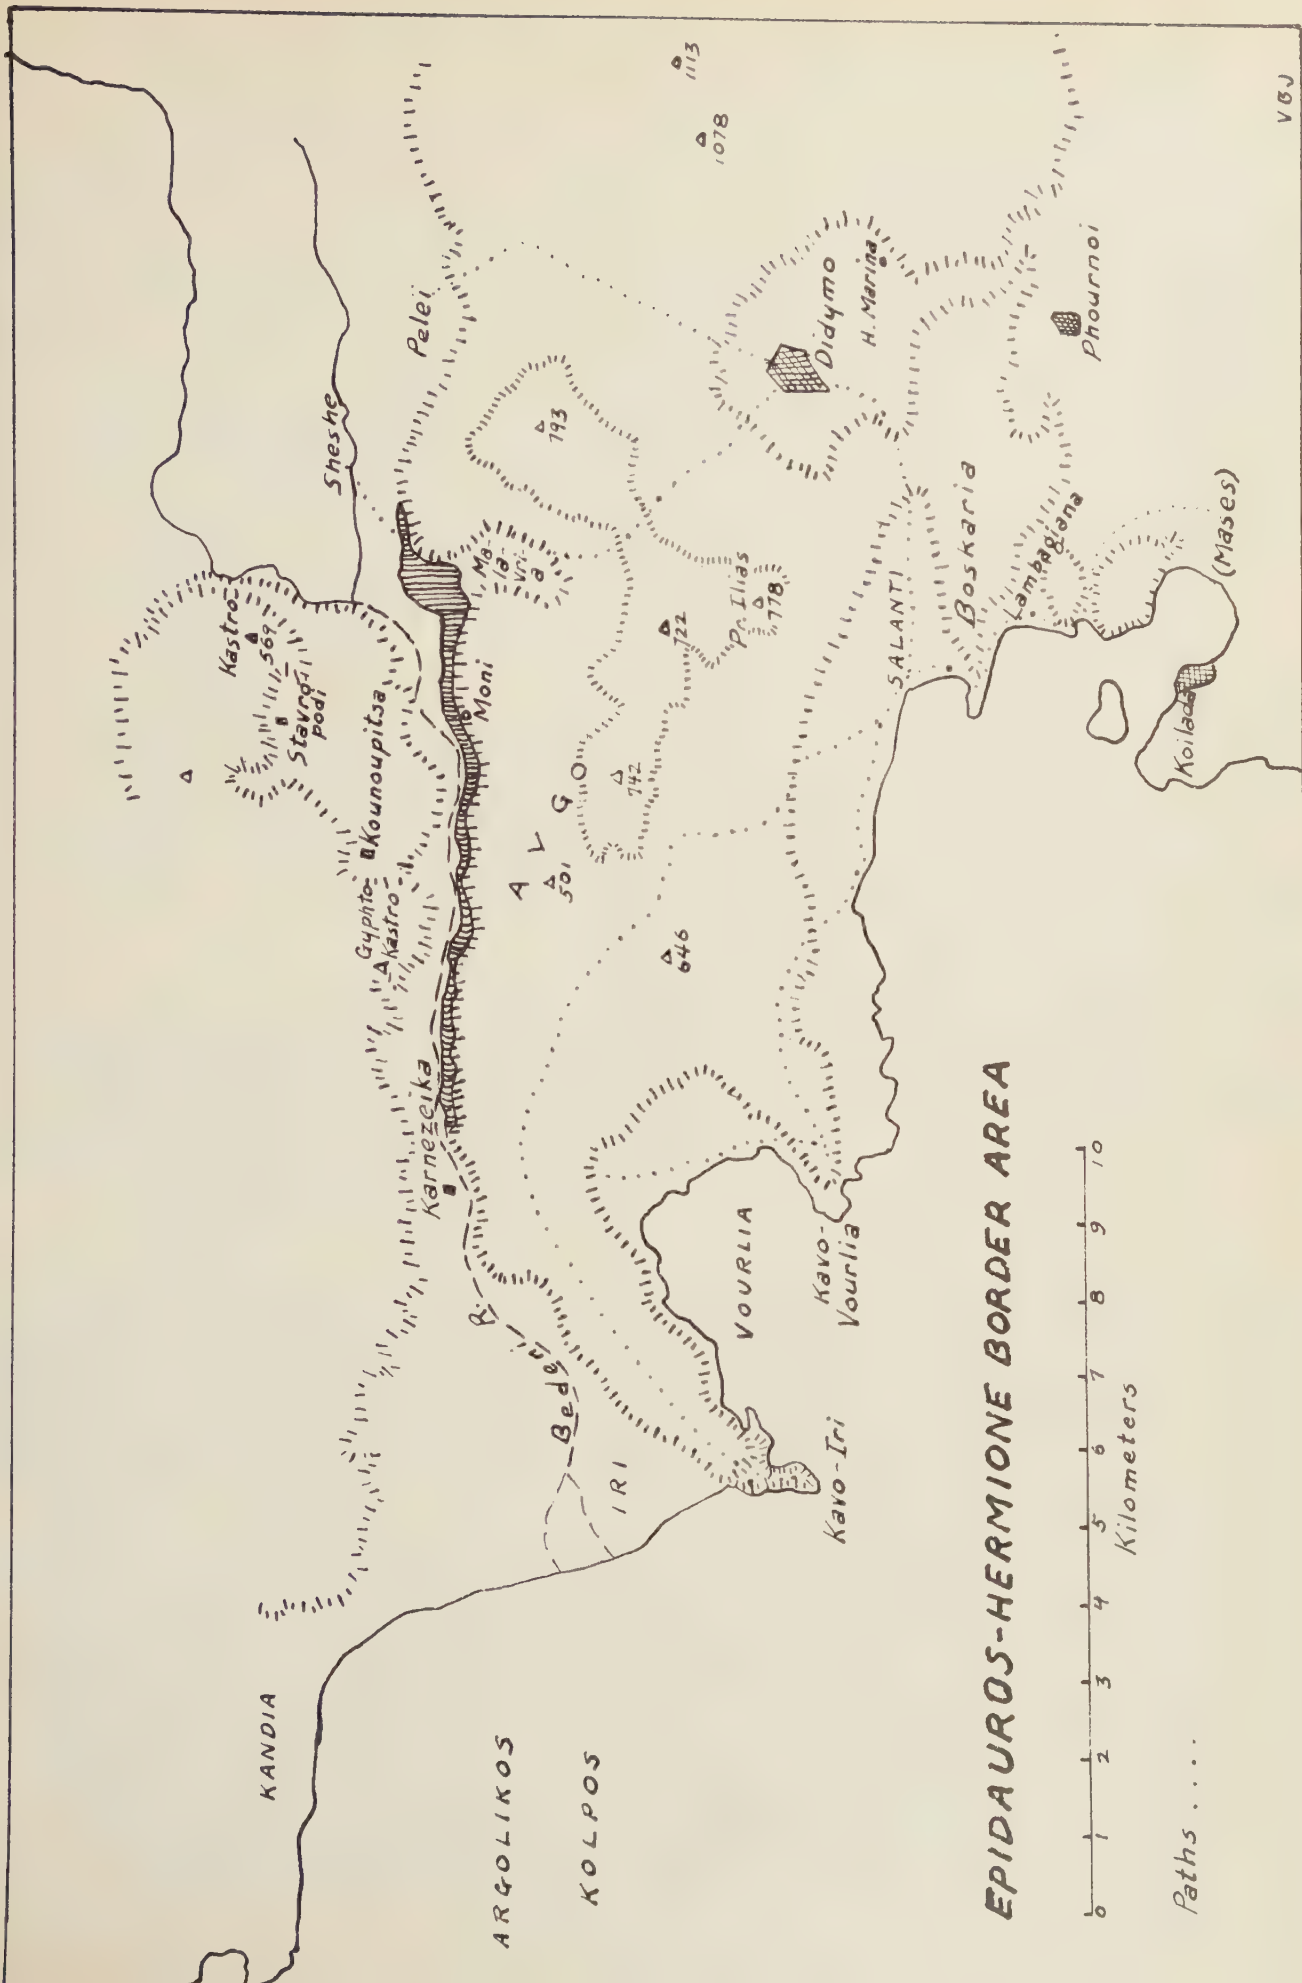 KANDIA
ARGOLIKOS
KOLPOS
IRI
Bedeni R.
Kavo-Iri
VOURLIA
Kavo-
Vourlia
Karnezeika
Gyphto-
Kastro
Kounoupitsa
Stavro-
podi
Kastro
569
Moni
Sheshe
Pelei
Ma-
la-
vri-
a
AVGO
501
742
646
722
Pr. Ilias
778
793
1078
1113
Didymo
H. Marina
SALANTI
Boskaria
Lambagiana
Phournoi
(Mases)
Koilada
EPIDAUROS-HERMIONE BORDER AREA
0 1 2 3 4 5 6 7 8 9 10
Kilometers
Paths ....
VBJ